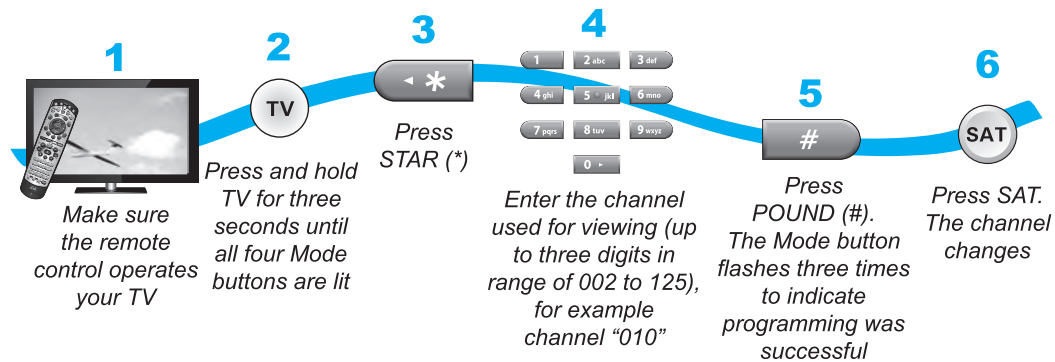 1
Make sure
the remote
control operates
your TV
2
TV
Press and hold
TV for three
seconds until
all four Mode
buttons are lit
3
*
Press
STAR (*)
4
1 2 abc 3 def
4 ghi 5 jkl 6 mno
7 pqrs 8 tuv 9 wxyz
0
Enter the channel
used for viewing (up
to three digits in
range of 002 to 125),
for example
channel “010”
5
#
Press
POUND (#).
The Mode button
flashes three times
to indicate
programming was
successful
6
SAT
Press SAT.
The channel
changes